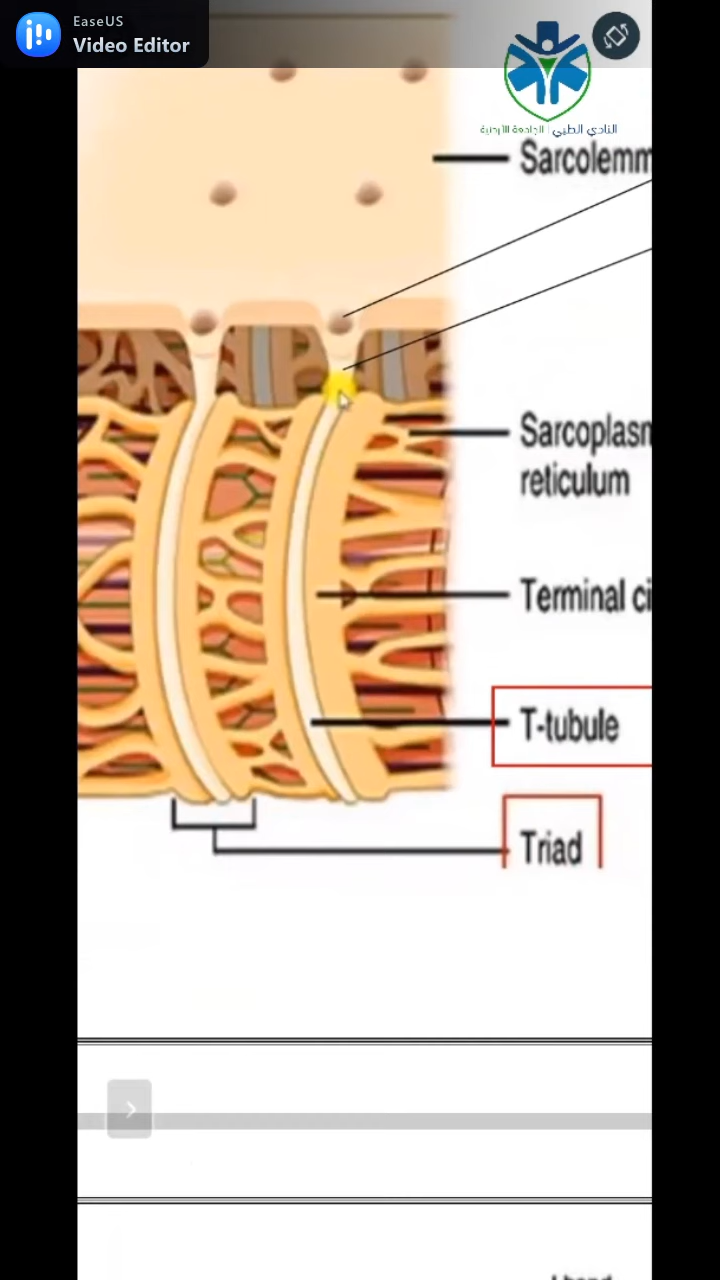 EaseUS
Video Editor
النادي الطبي | الجامعة الأردنية
Sarcolemm
Sarcoplasm
reticulum
Terminal ci
T-tubule
Triad